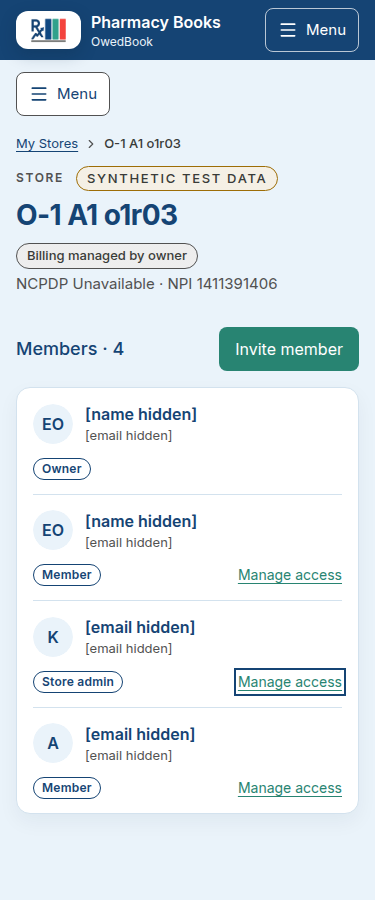 Pharmacy Books
OwedBook
Menu
Menu
My Stores > O-1 A1 o1r03
STORE SYNTHETIC TEST DATA
O-1 A1 o1r03
Billing managed by owner
NCPDP Unavailable · NPI 1411391406
Members · 4
Invite member
EO [name hidden]
[email hidden]
Owner
EO [name hidden]
[email hidden]
Member Manage access
K [email hidden]
[email hidden]
Store admin Manage access
A [email hidden]
[email hidden]
Member Manage access